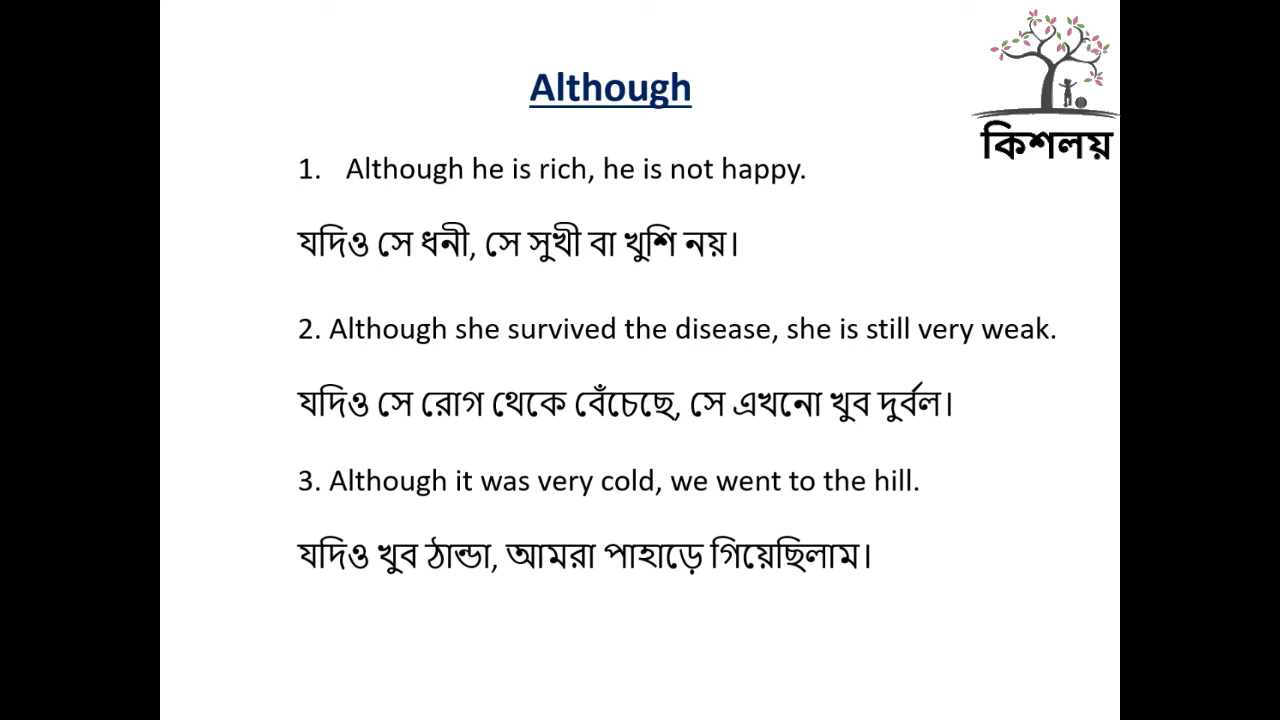 Although
কিশলয়
1. Although he is rich, he is not happy.
যদিও সে ধনী, সে সুখী বা খুশি নয়।
2. Although she survived the disease, she is still very weak.
যদিও সে রোগ থেকে বেঁচেছে, সে এখনো খুব দুর্বল।
3. Although it was very cold, we went to the hill.
যদিও খুব ঠান্ডা, আমরা পাহাড়ে গিয়েছিলাম।